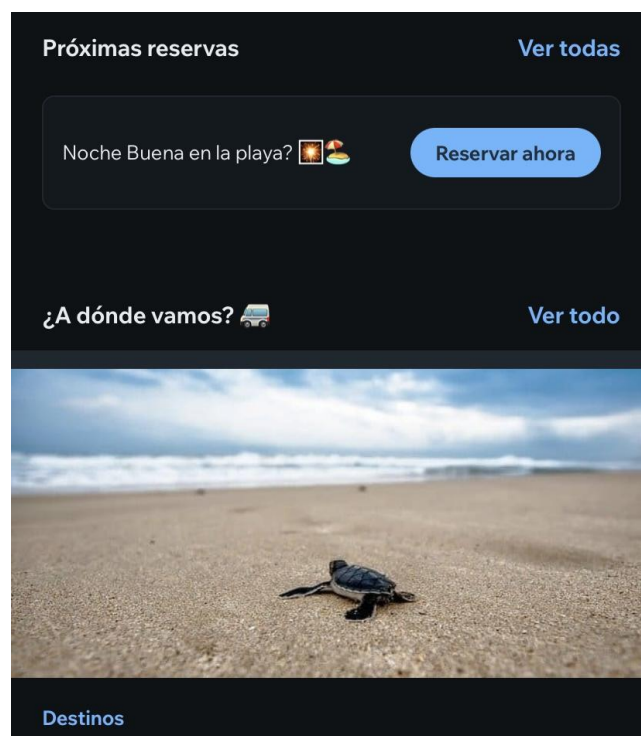 Próximas reservas Ver todas
Noche Buena en la playa? 🎇🏖️ Reservar ahora
¿A dónde vamos? 🚐 Ver todo
Destinos